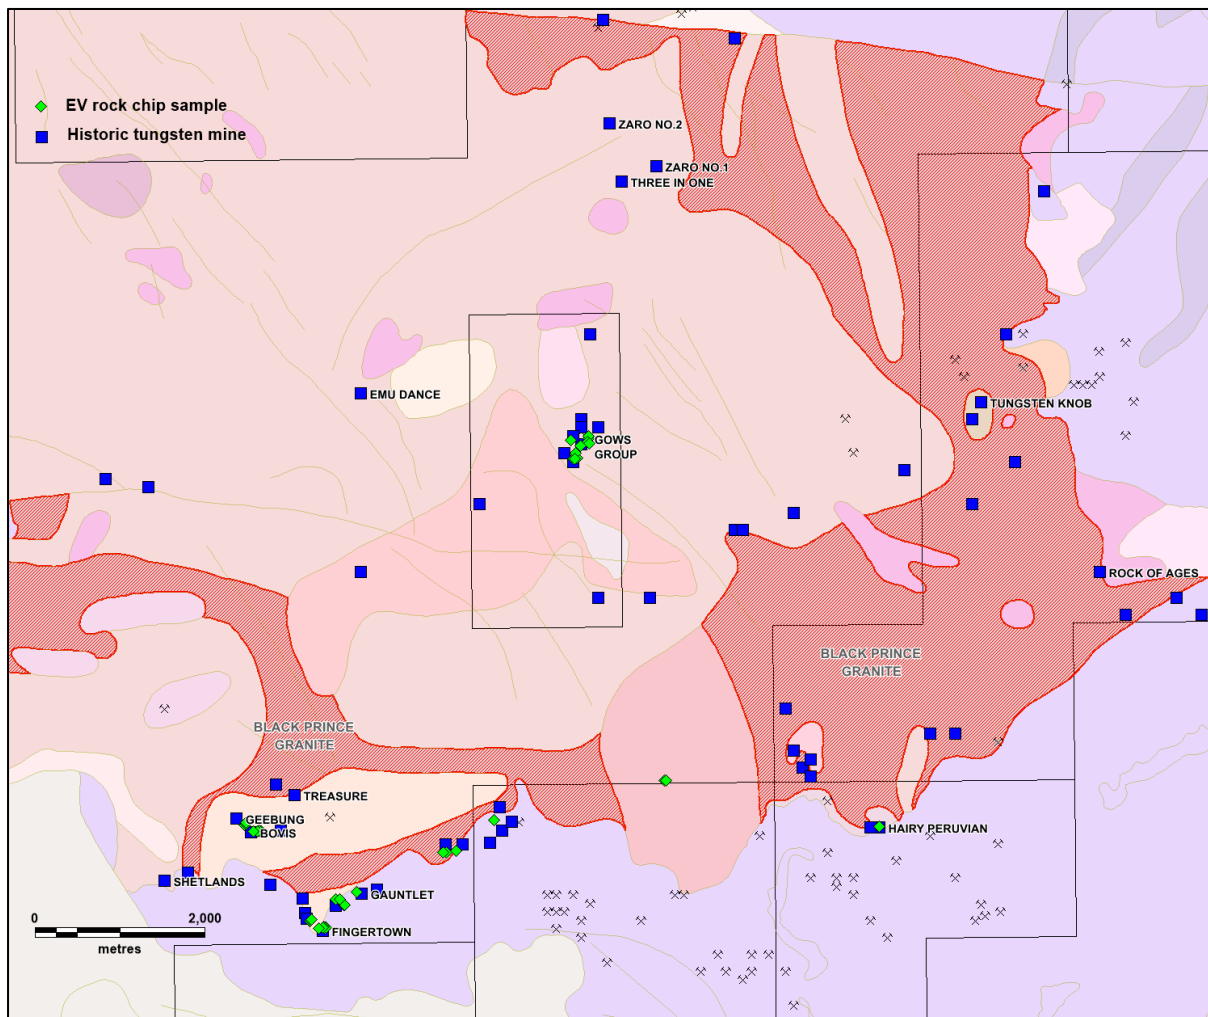 EV rock chip sample
Historic tungsten mine
ZARO NO.2
ZARO NO.1
THREE IN ONE
EMU DANCE
TUNGSTEN KNOB
GOWS
GROUP
ROCK OF AGES
BLACK PRINCE
GRANITE
BLACK PRINCE
GRANITE
TREASURE
GEEBUNG
BOVIS
HAIRY PERUVIAN
SHETLANDS
GAUNTLET
0 2,000
FINGERTOWN
metres